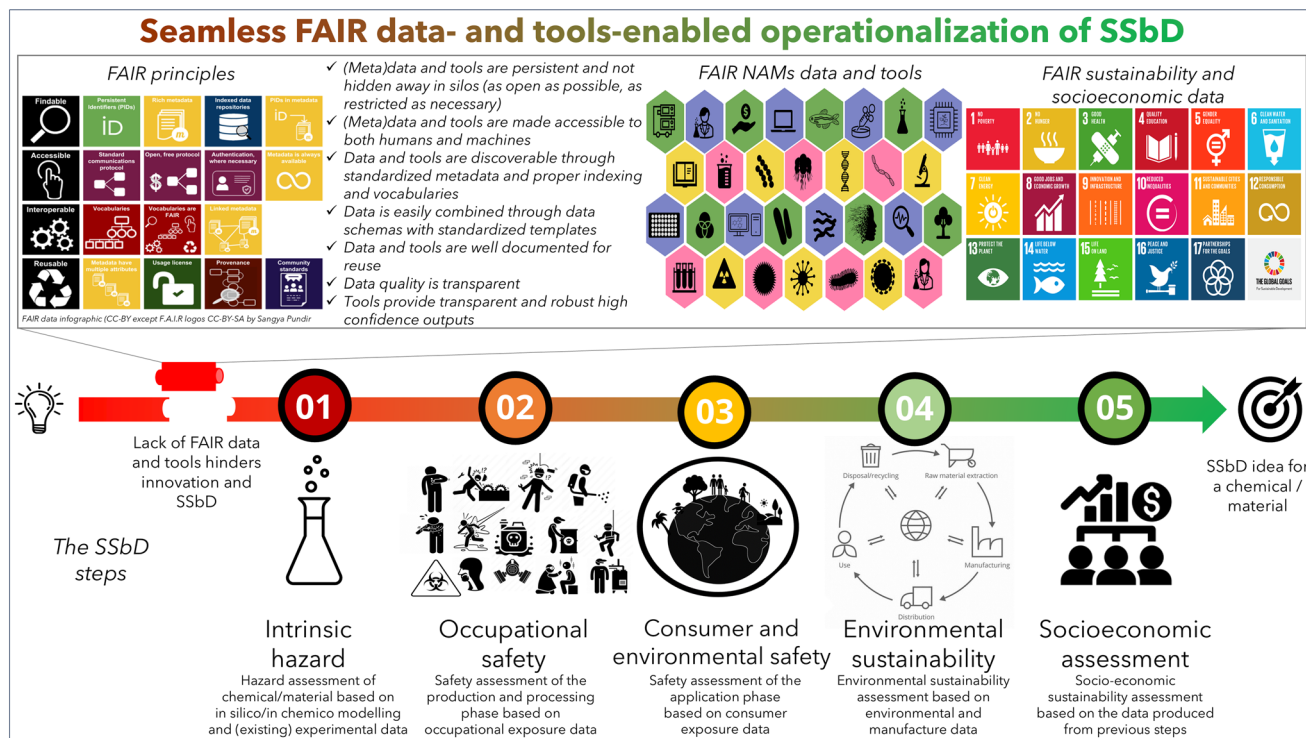 Seamless FAIR data- and tools-enabled operationalization of SSbD
FAIR principles
Findable
Persistent
Identifiers (PIDs)
iD
Rich metadata
m
Indexed data
repositories
PIDs in metadata
iD
Accessible
Standard
communications
protocol
Open, free protocol
$
Authentication,
where necessary
Metadata is always
available
Interoperable
Vocabularies
Vocabularies are
FAIR
Linked metadata
Reusable
Metadata have
multiple attributes
Usage license
Provenance
Community
standards
FAIR data infographic (CC-BY except F.A.I.R logos CC-BY-SA by Sangya Pundir
✓ (Meta)data and tools are persistent and not
hidden away in silos (as open as possible, as
restricted as necessary)
✓ (Meta)data and tools are made accessible to
both humans and machines
✓ Data and tools are discoverable through
standardized metadata and proper indexing
and vocabularies
✓ Data is easily combined through data
schemas with standardized templates
✓ Data and tools are well documented for
reuse
✓ Data quality is transparent
✓ Tools provide transparent and robust high
confidence outputs
FAIR NAMs data and tools
FAIR sustainability and
socioeconomic data
1 NO
POVERTY
2 NO
HUNGER
3 GOOD
HEALTH
4 QUALITY
EDUCATION
5 GENDER
EQUALITY
6 CLEAN WATER
AND SANITATION
7 CLEAN
ENERGY
8 GOOD JOBS AND
ECONOMIC GROWTH
9 INNOVATION AND
INFRASTRUCTURE
10 REDUCED
INEQUALITIES
11 SUSTAINABLE CITIES
AND COMMUNITIES
12 RESPONSIBLE
CONSUMPTION
13 PROTECT THE
PLANET
14 LIFE BELOW
WATER
15 LIFE
ON LAND
16 PEACE AND
JUSTICE
17 PARTNERSHIPS
FOR THE GOALS
THE GLOBAL GOALS
For Sustainable Development
01
02
03
04
05
Lack of FAIR data
and tools hinders
innovation and
SSbD
SSbD idea for
a chemical /
material
The SSbD
steps
Disposal/recycling
Raw material extraction
Use
Manufacturing
Distribution
$
Intrinsic
hazard
Hazard assessment of
chemical/material based on
in silico/in chemico modelling
and (existing) experimental data
Occupational
safety
Safety assessment of the
production and processing
phase based on
occupational exposure data
Consumer and
environmental safety
Safety assessment of the
application phase
based on consumer
exposure data
Environmental
sustainability
Environmental sustainability
assessment based on
environmental and
manufacture data
Socioeconomic
assessment
Socio-economic
sustainability assessment
based on the data produced
from previous steps